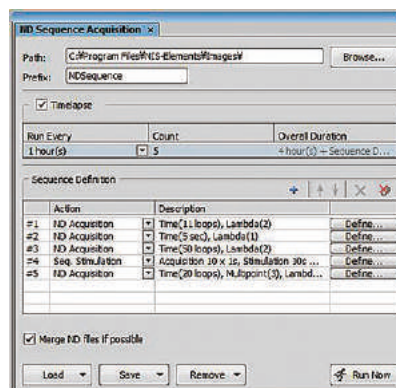 ND Sequence Acquisition ×
Path: C:¥Program Files¥NIS-Elements¥Images¥ Browse...
Prefix: NDSequence
Timelapse
Run Every Count Overall Duration
1 hour(s) 5 4 hour(s) + Sequence D...
Sequence Definition
Action Description
#1 ND Acquisition Time(11 loops), Lambda(2) Define...
#2 ND Acquisition Time(5 sec), Lambda(1) Define...
#3 ND Acquisition Time(50 loops), Lambda(2) Define...
#4 Seq. Stimulation Acquisition 10 x 1s, Stimulation 30s ... Define...
#5 ND Acquisition Time(20 loops), Multipoint(3), Lambd... Define...
Merge ND files if possible
Load Save Remove Run Now